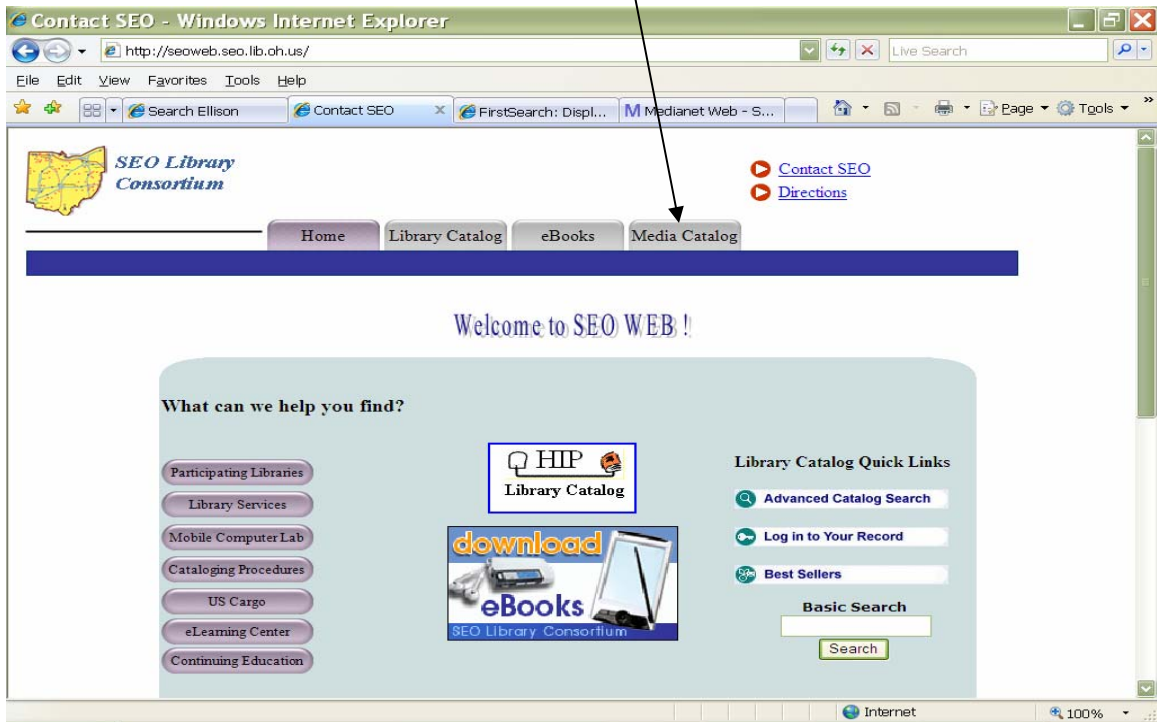 Contact SEO - Windows Internet Explorer
http://seoweb.seo.lib.oh.us/
Live Search
File Edit View Favorites Tools Help
Search Ellison
Contact SEO
FirstSearch: Displ...
Medianet Web - S...
Page
Tools
SEO Library
Consortium
Contact SEO
Directions
Home
Library Catalog
eBooks
Media Catalog
Welcome to SEO WEB !
What can we help you find?
Participating Libraries
Library Services
Mobile Computer Lab
Cataloging Procedures
US Cargo
eLearning Center
Continuing Education
HIP
Library Catalog
download
eBooks
SEO Library Consortium
Library Catalog Quick Links
Advanced Catalog Search
Log in to Your Record
Best Sellers
Basic Search
Search
Internet
100%